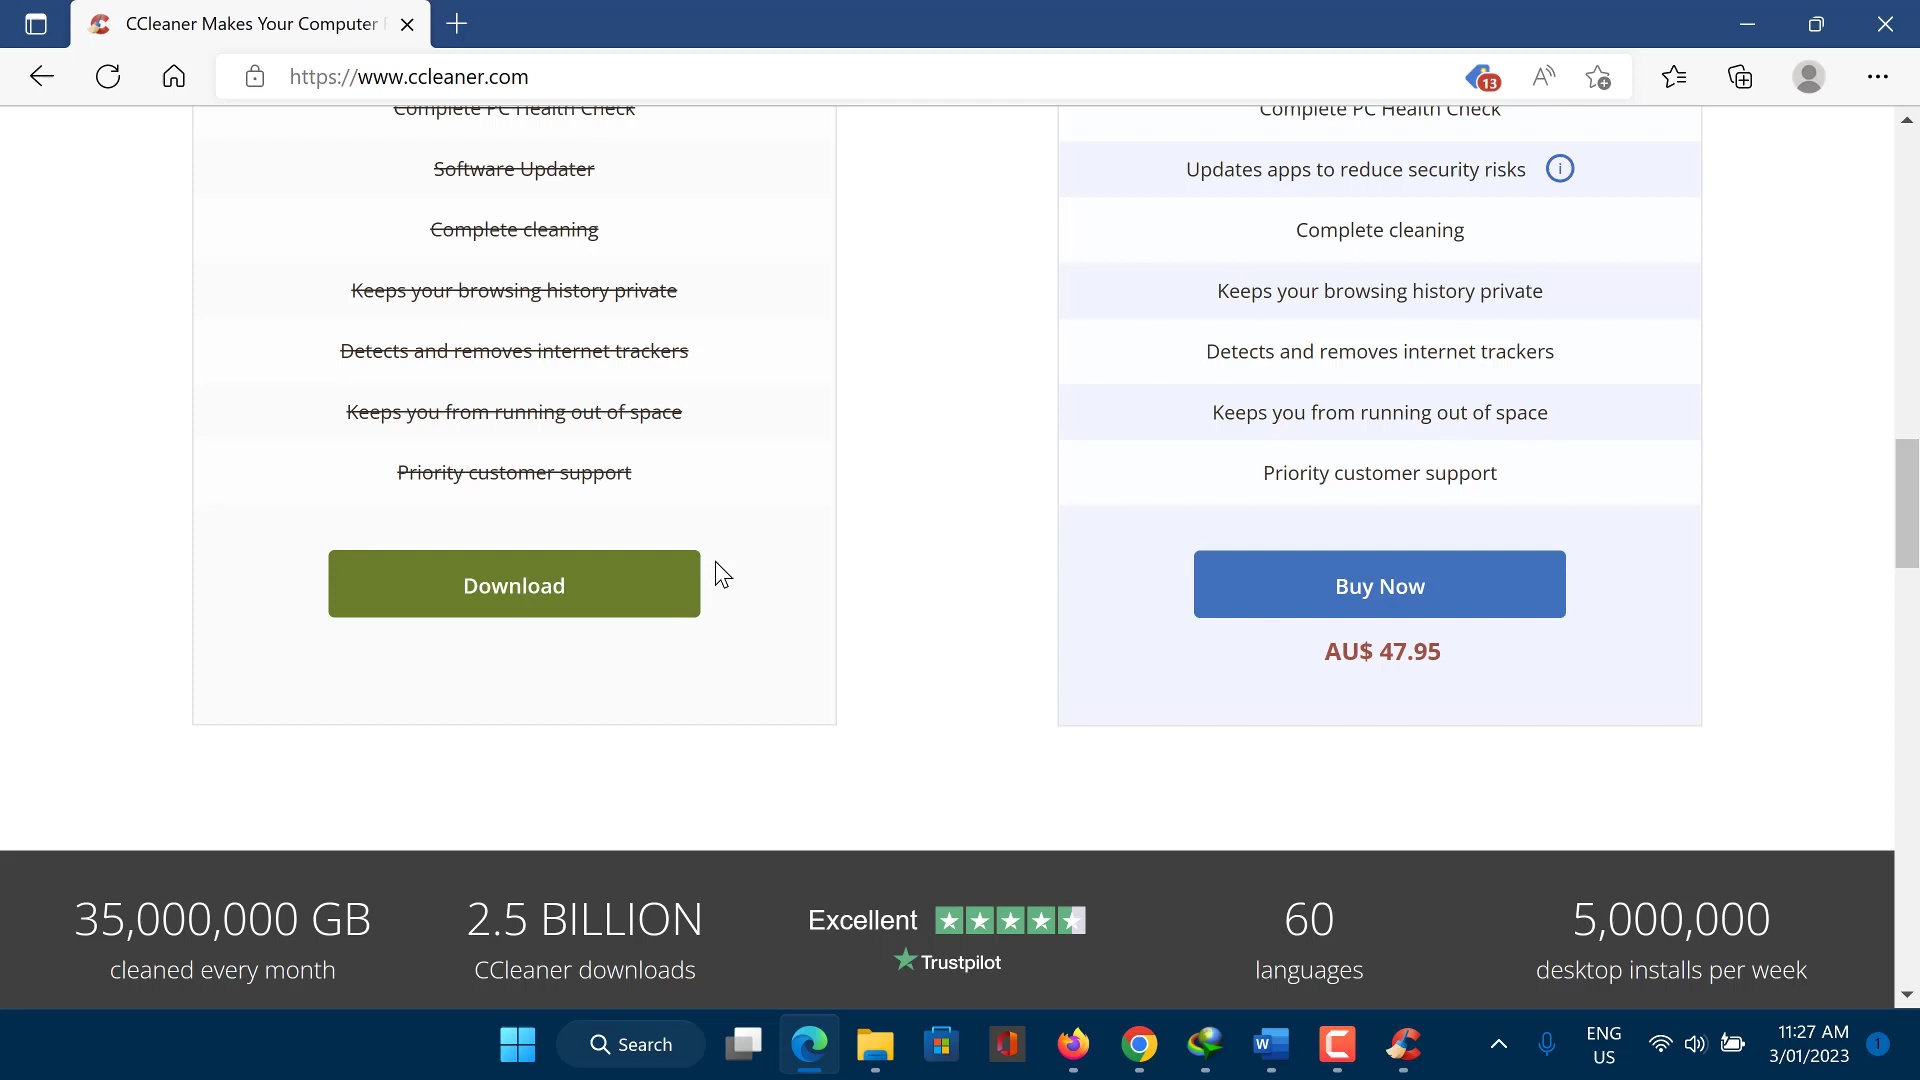 CCleaner Makes Your Computer
https://www.ccleaner.com
13
Complete PC Health Check
Software Updater
Complete cleaning
Keeps your browsing history private
Detects and removes internet trackers
Keeps you from running out of space
Priority customer support
Download
Complete PC Health Check
Updates apps to reduce security risks
Complete cleaning
Keeps your browsing history private
Detects and removes internet trackers
Keeps you from running out of space
Priority customer support
Buy Now
AU$ 47.95
35,000,000 GB
cleaned every month
2.5 BILLION
CCleaner downloads
Excellent
Trustpilot
60
languages
5,000,000
desktop installs per week
Search
ENG
US
11:27 AM
3/01/2023
1